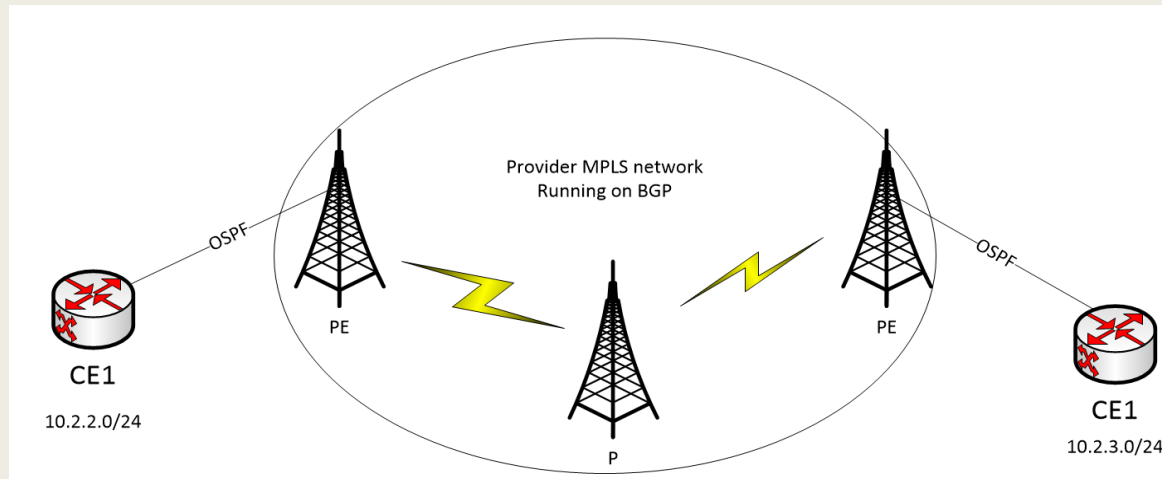 Provider MPLS network
Running on BGP
OSPF
OSPF
PE
PE
CE1
10.2.2.0/24
CE1
10.2.3.0/24
P